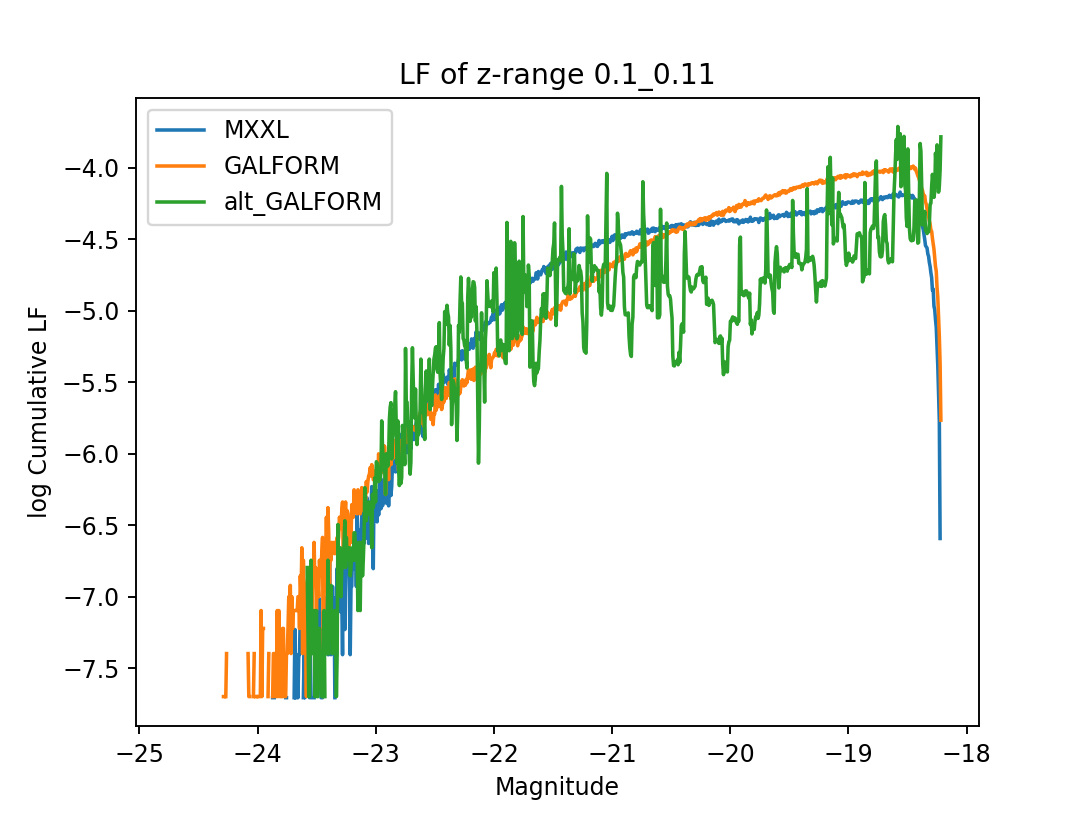 LF of z-range 0.1_0.11
MXXL
GALFORM
alt_GALFORM
log Cumulative LF
−4.0
−4.5
−5.0
−5.5
−6.0
−6.5
−7.0
−7.5
−25 −24 −23 −22 −21 −20 −19 −18
Magnitude